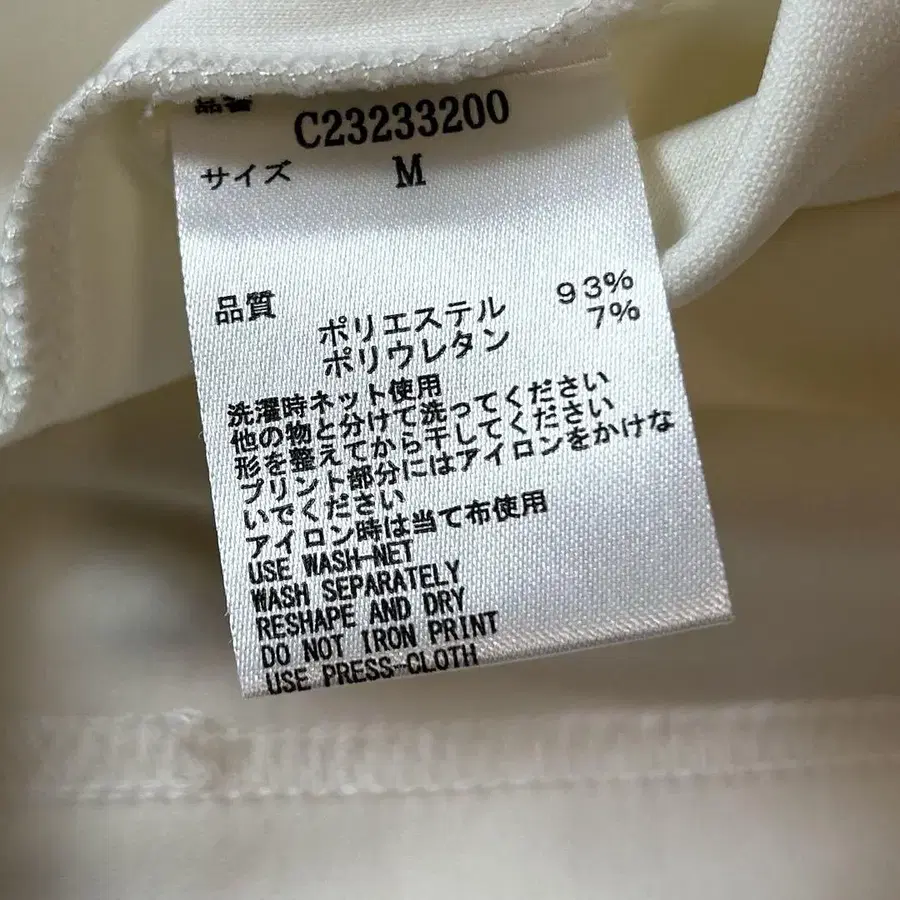 品番
C23233200
サイズ M
品質
ポリエステル 93%
ポリウレタン 7%
洗濯時ネット使用
他の物と分けて洗ってください
形を整えてから干してください
プリント部分にはアイロンをかけな
いでください
アイロン時は当て布使用
USE WASH-NET
WASH SEPARATELY
RESHAPE AND DRY
DO NOT IRON PRINT
USE PRESS-CLOTH